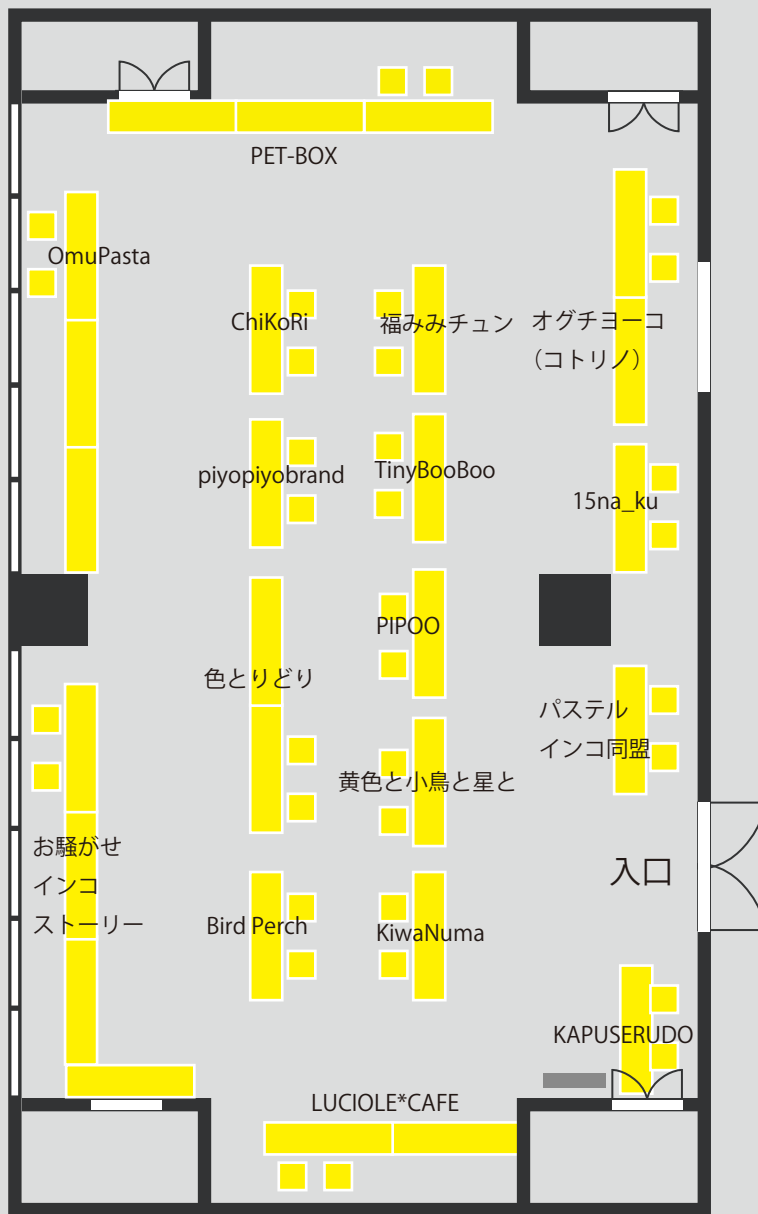 PET-BOX
OmuPasta
ChiKoRi
福みみチュン
オグチヨーコ
（コトリノ）
piyopiyobrand
TinyBooBoo
15na_ku
PIPOO
色とりどり
パステル
インコ同盟
黄色と小鳥と星と
お騒がせ
インコ
ストーリー
入口
Bird Perch
KiwaNuma
KAPUSERUDO
LUCIOLE*CAFE